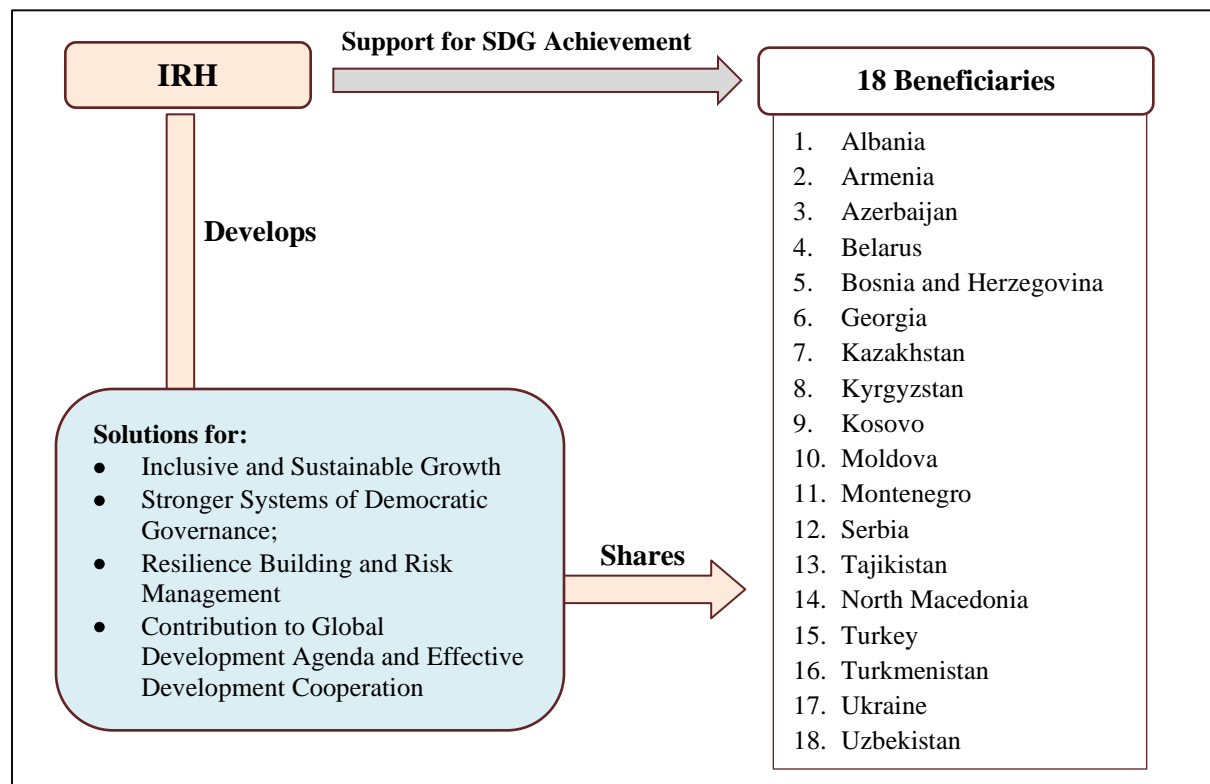 Support for SDG Achievement
IRH
18 Beneficiaries
Develops
Solutions for:
● Inclusive and Sustainable Growth
● Stronger Systems of Democratic
Governance;
● Resilience Building and Risk
Management
● Contribution to Global
Development Agenda and Effective
Development Cooperation
Shares
1. Albania
2. Armenia
3. Azerbaijan
4. Belarus
5. Bosnia and Herzegovina
6. Georgia
7. Kazakhstan
8. Kyrgyzstan
9. Kosovo
10. Moldova
11. Montenegro
12. Serbia
13. Tajikistan
14. North Macedonia
15. Turkey
16. Turkmenistan
17. Ukraine
18. Uzbekistan